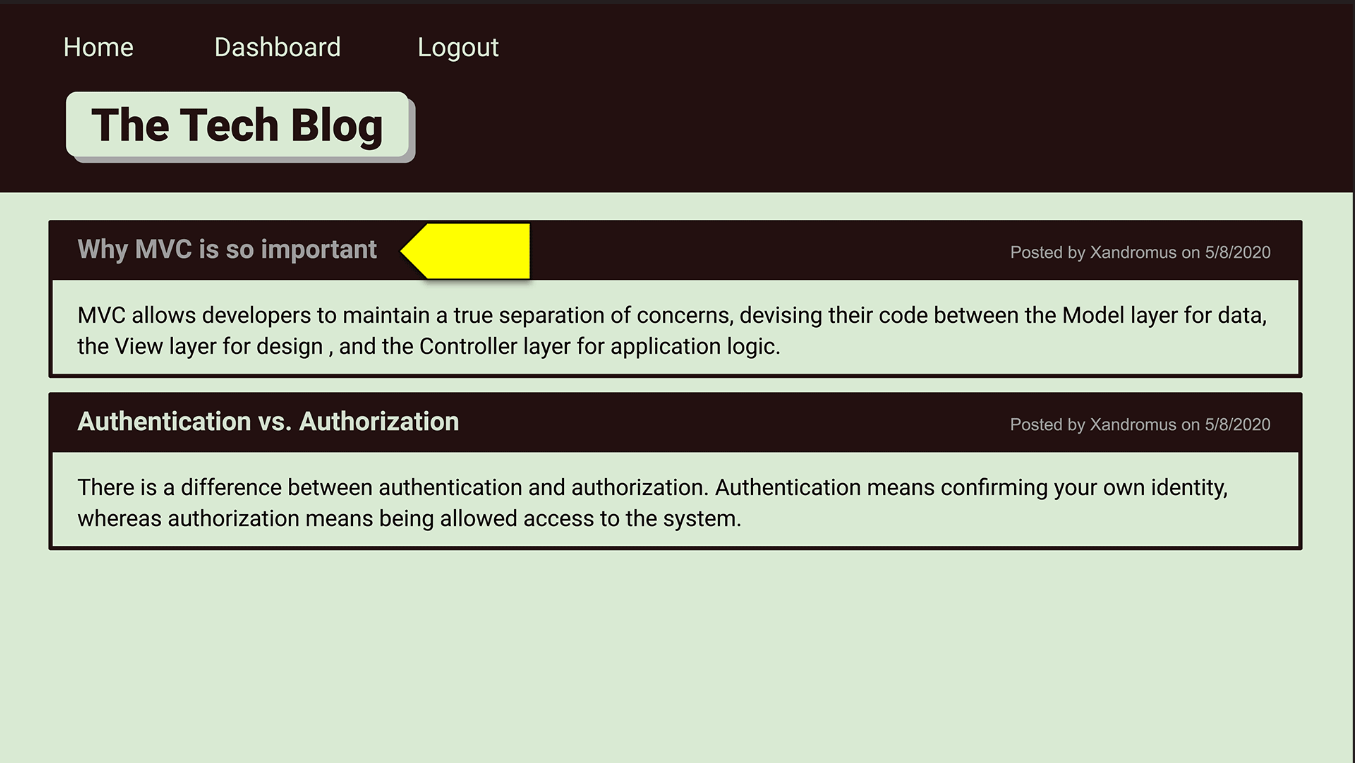 Home Dashboard Logout
The Tech Blog
Why MVC is so important Posted by Xandromus on 5/8/2020
MVC allows developers to maintain a true separation of concerns, devising their code between the Model layer for data,
the View layer for design , and the Controller layer for application logic.
Authentication vs. Authorization Posted by Xandromus on 5/8/2020
There is a difference between authentication and authorization. Authentication means confirming your own identity,
whereas authorization means being allowed access to the system.